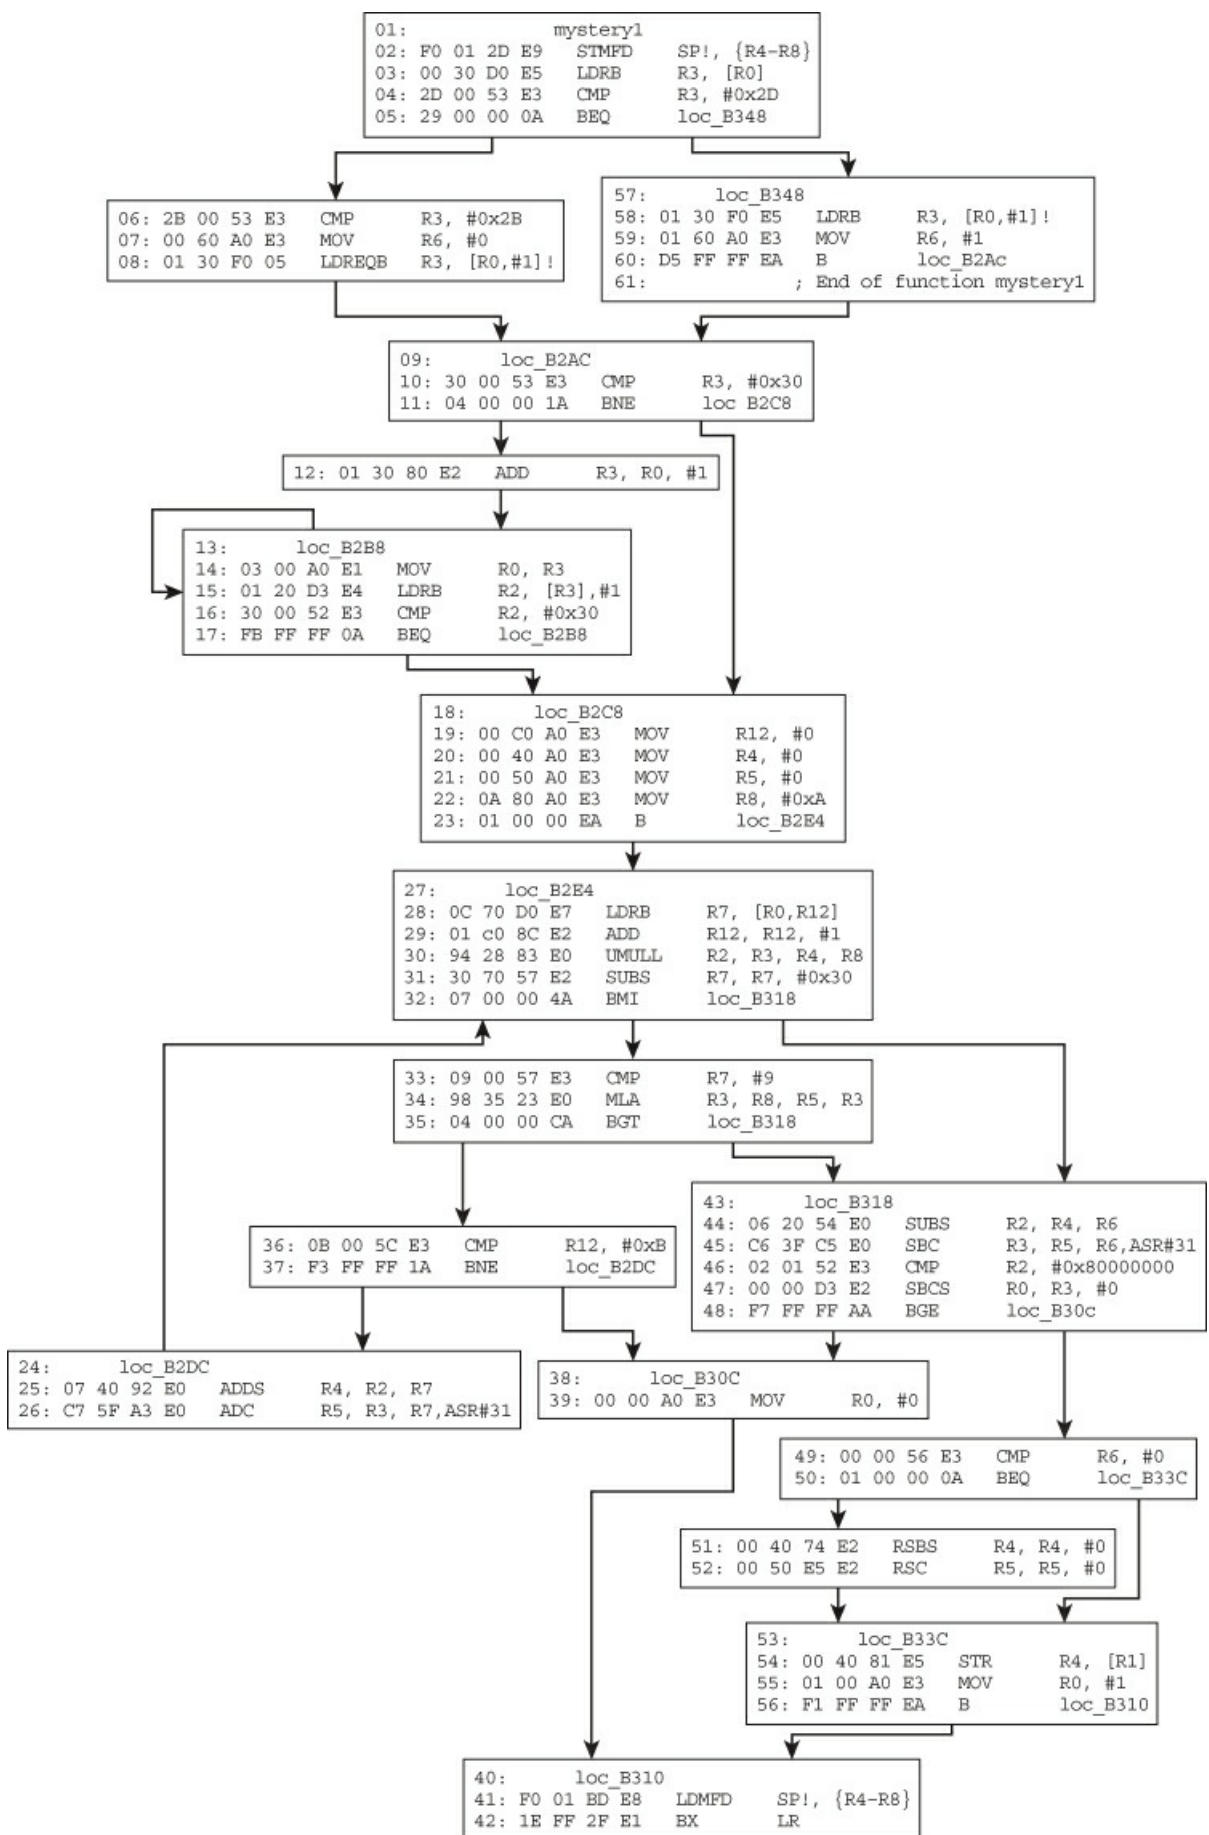 01: mystery1
02: F0 01 2D E9 STMFD SP!, {R4-R8}
03: 00 30 D0 E5 LDRB R3, [R0]
04: 2D 00 53 E3 CMP R3, #0x2D
05: 29 00 00 0A BEQ loc_B348
06: 2B 00 53 E3 CMP R3, #0x2B
07: 00 60 A0 E3 MOV R6, #0
08: 01 30 F0 05 LDREQB R3, [R0,#1]!
57: loc_B348
58: 01 30 F0 E5 LDRB R3, [R0,#1]!
59: 01 60 A0 E3 MOV R6, #1
60: D5 FF FF EA B loc_B2Ac
61: ; End of function mystery1
09: loc_B2AC
10: 30 00 53 E3 CMP R3, #0x30
11: 04 00 00 1A BNE loc B2C8
12: 01 30 80 E2 ADD R3, R0, #1
13: loc_B2B8
14: 03 00 A0 E1 MOV R0, R3
15: 01 20 D3 E4 LDRB R2, [R3],#1
16: 30 00 52 E3 CMP R2, #0x30
17: FB FF FF 0A BEQ loc_B2B8
18: loc_B2C8
19: 00 C0 A0 E3 MOV R12, #0
20: 00 40 A0 E3 MOV R4, #0
21: 00 50 A0 E3 MOV R5, #0
22: 0A 80 A0 E3 MOV R8, #0xA
23: 01 00 00 EA B loc_B2E4
27: loc_B2E4
28: 0C 70 D0 E7 LDRB R7, [R0,R12]
29: 01 c0 8C E2 ADD R12, R12, #1
30: 94 28 83 E0 UMULL R2, R3, R4, R8
31: 30 70 57 E2 SUBS R7, R7, #0x30
32: 07 00 00 4A BMI loc_B318
33: 09 00 57 E3 CMP R7, #9
34: 98 35 23 E0 MLA R3, R8, R5, R3
35: 04 00 00 CA BGT loc_B318
43: loc_B318
44: 06 20 54 E0 SUBS R2, R4, R6
45: C6 3F C5 E0 SBC R3, R5, R6,ASR#31
46: 02 01 52 E3 CMP R2, #0x80000000
47: 00 00 D3 E2 SBCS R0, R3, #0
48: F7 FF FF AA BGE loc_B30c
36: 0B 00 5C E3 CMP R12, #0xB
37: F3 FF FF 1A BNE loc_B2DC
24: loc_B2DC
25: 07 40 92 E0 ADDS R4, R2, R7
26: C7 5F A3 E0 ADC R5, R3, R7,ASR#31
38: loc_B30C
39: 00 00 A0 E3 MOV R0, #0
49: 00 00 56 E3 CMP R6, #0
50: 01 00 00 0A BEQ loc_B33C
51: 00 40 74 E2 RSBS R4, R4, #0
52: 00 50 E5 E2 RSC R5, R5, #0
53: loc_B33C
54: 00 40 81 E5 STR R4, [R1]
55: 01 00 A0 E3 MOV R0, #1
56: F1 FF FF EA B loc_B310
40: loc_B310
41: F0 01 BD E8 LDMFD SP!, {R4-R8}
42: 1E FF 2F E1 BX LR